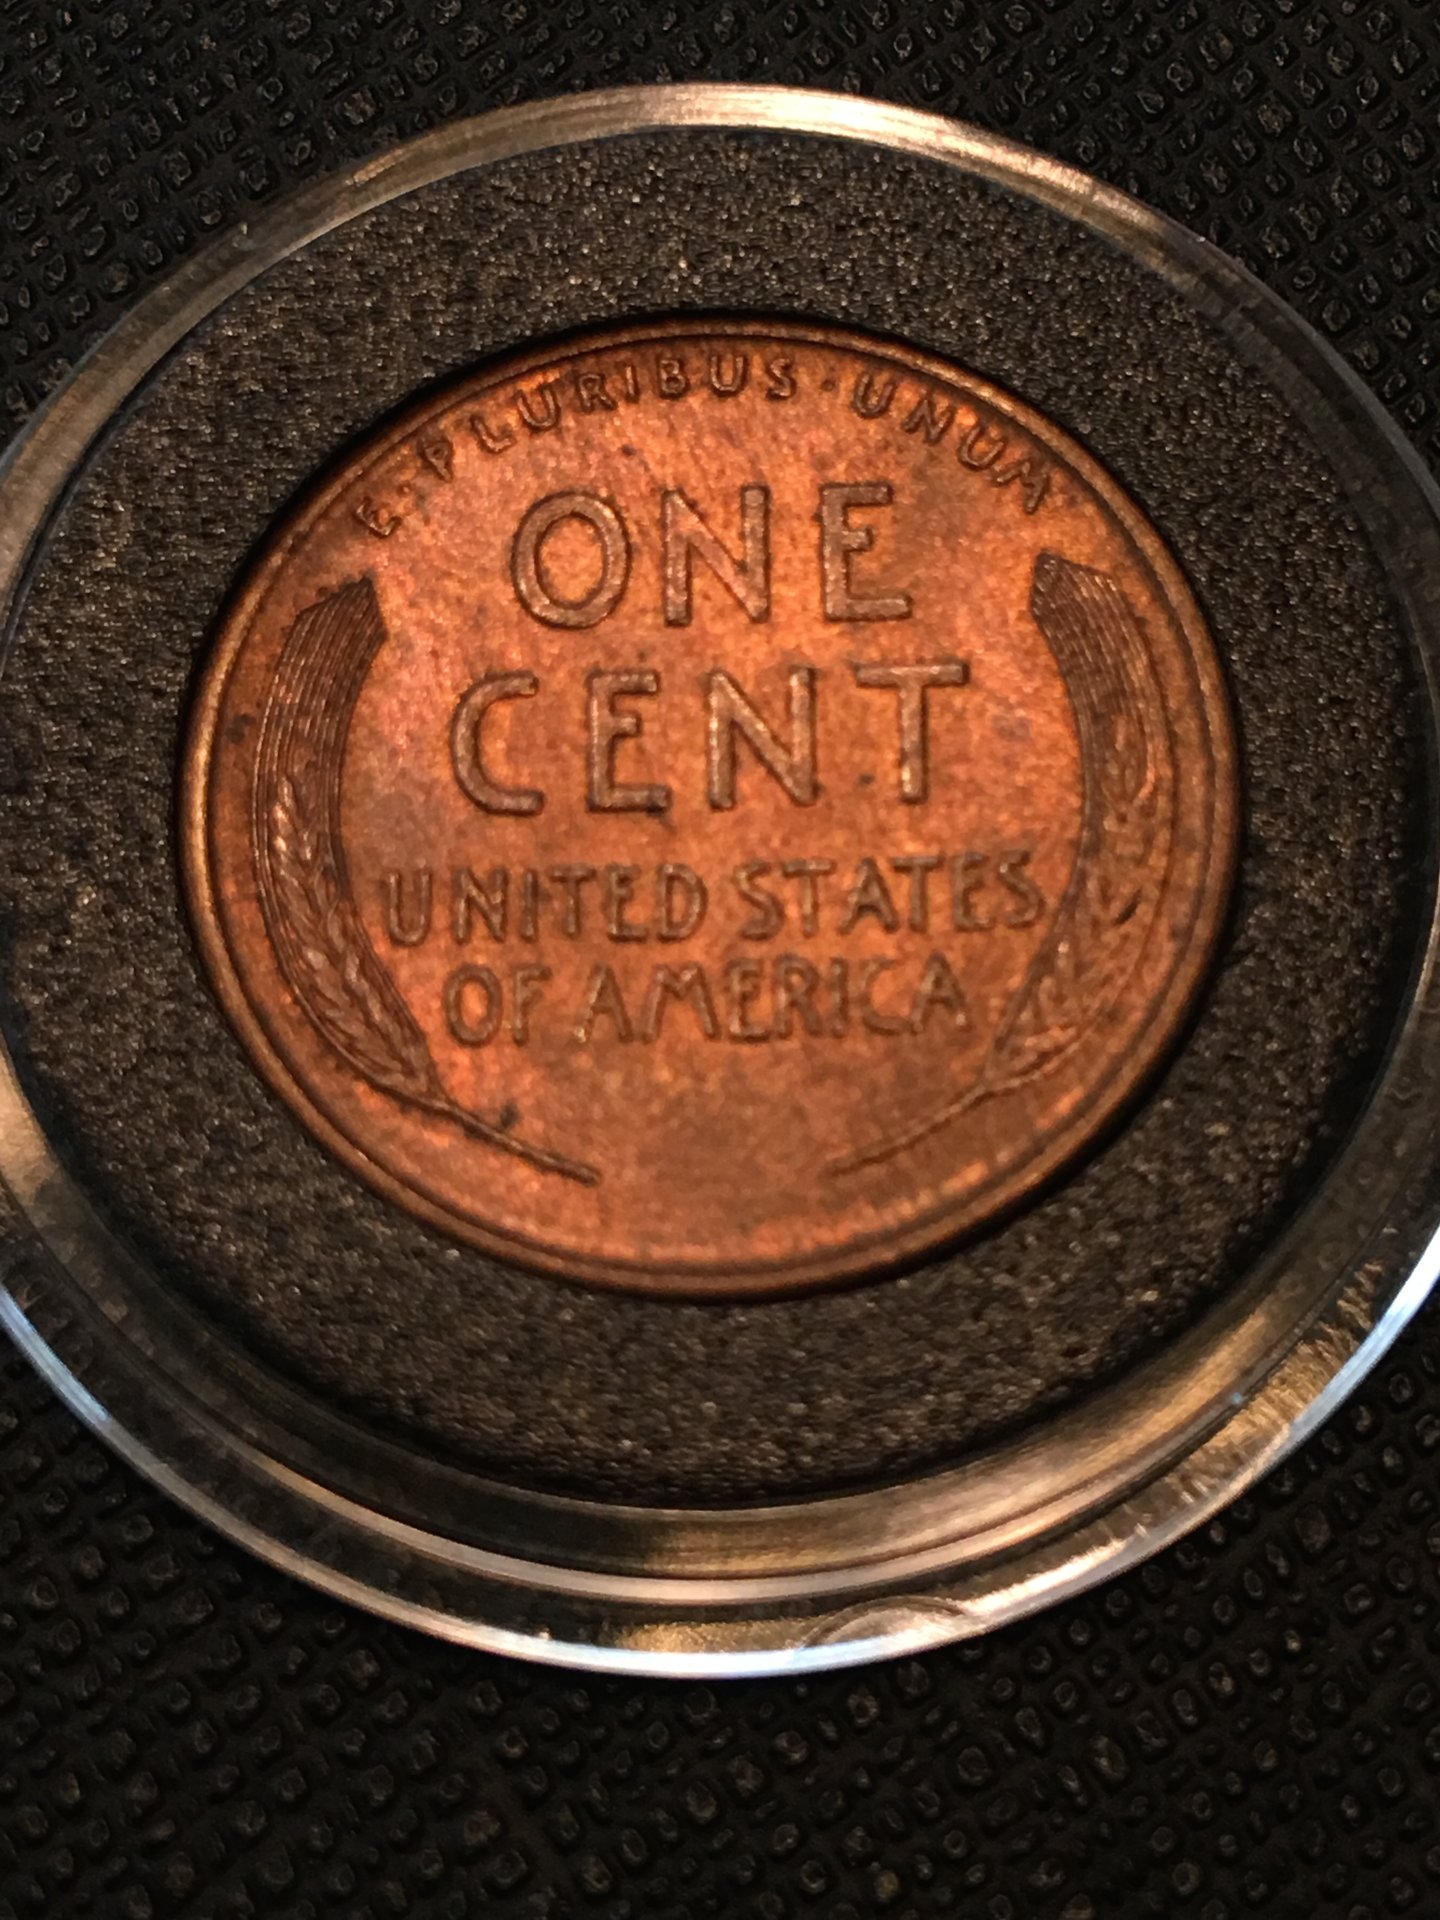 E·PLURIBUS·UNUM
ONE
CENT
UNITED STATES
OF AMERICA